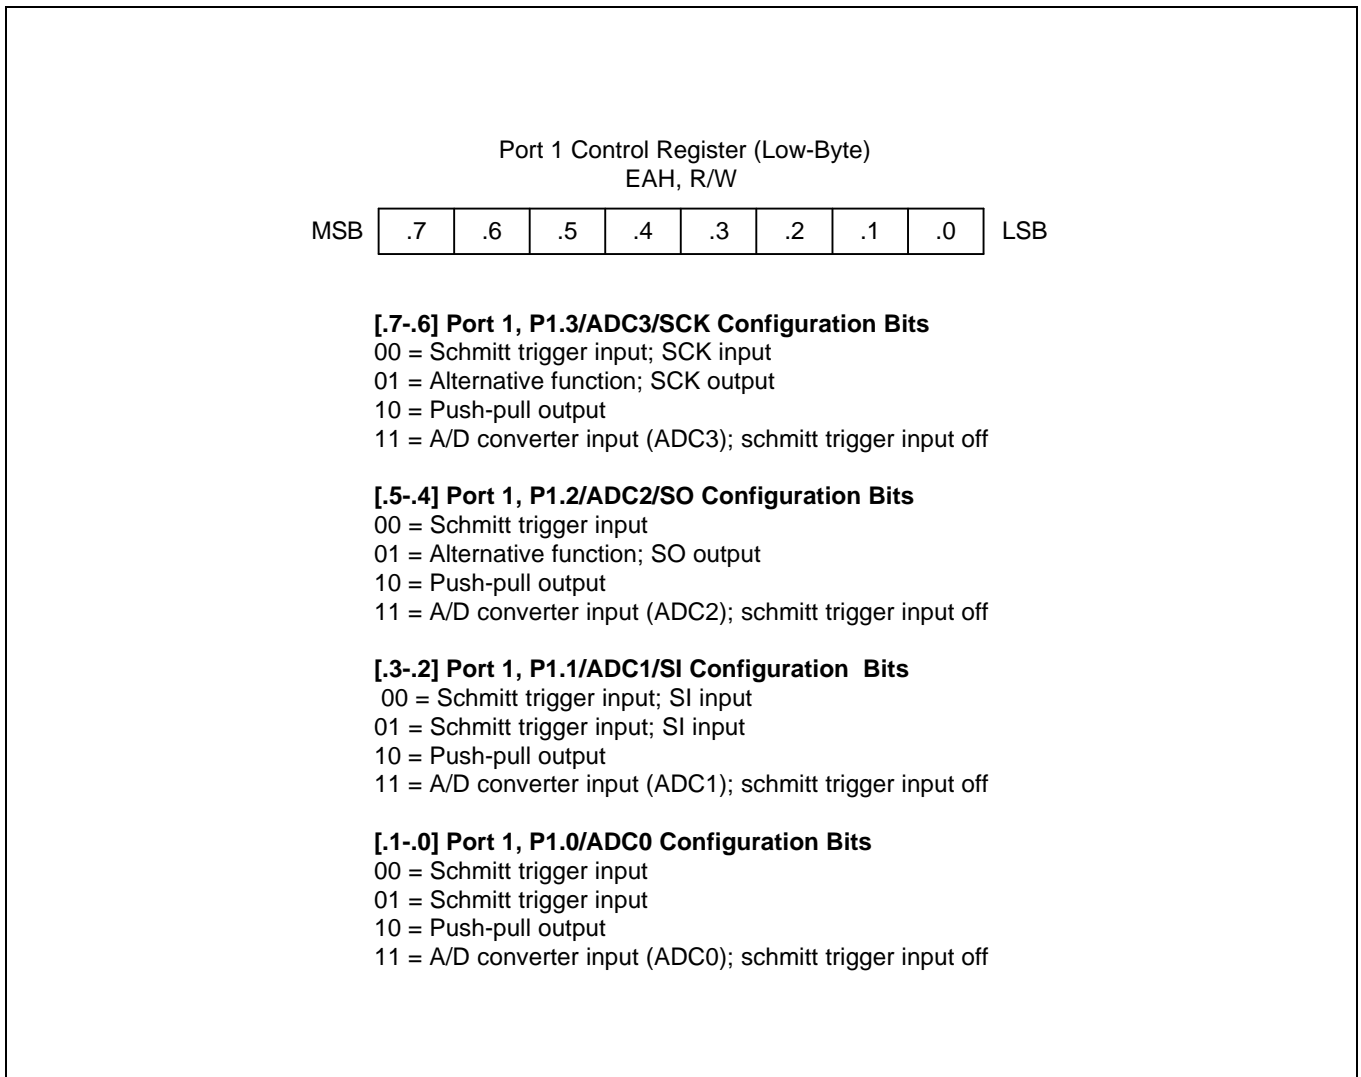 Port 1 Control Register (Low-Byte)
EAH, R/W
MSB .7 .6 .5 .4 .3 .2 .1 .0 LSB
[.7-.6] Port 1, P1.3/ADC3/SCK Configuration Bits
00 = Schmitt trigger input; SCK input
01 = Alternative function; SCK output
10 = Push-pull output
11 = A/D converter input (ADC3); schmitt trigger input off
[.5-.4] Port 1, P1.2/ADC2/SO Configuration Bits
00 = Schmitt trigger input
01 = Alternative function; SO output
10 = Push-pull output
11 = A/D converter input (ADC2); schmitt trigger input off
[.3-.2] Port 1, P1.1/ADC1/SI Configuration  Bits
00 = Schmitt trigger input; SI input
01 = Schmitt trigger input; SI input
10 = Push-pull output
11 = A/D converter input (ADC1); schmitt trigger input off
[.1-.0] Port 1, P1.0/ADC0 Configuration Bits
00 = Schmitt trigger input
01 = Schmitt trigger input
10 = Push-pull output
11 = A/D converter input (ADC0); schmitt trigger input off